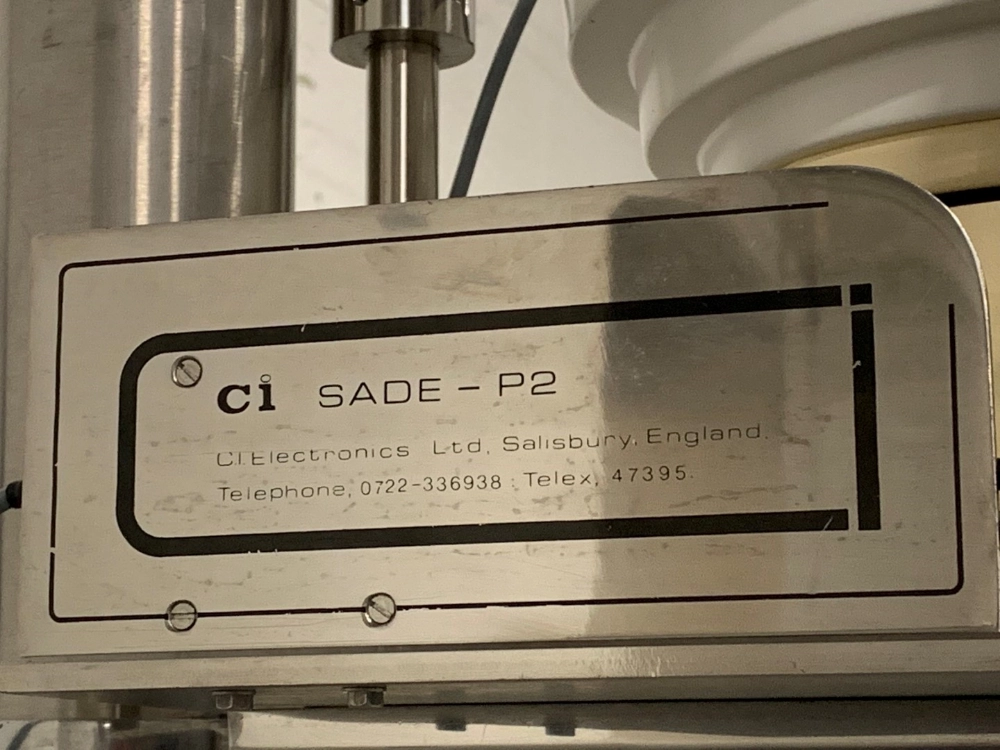 ci SADE - P2
C.I. Electronics Ltd, Salisbury, England.
Telephone, 0722-336938 : Telex, 47395.